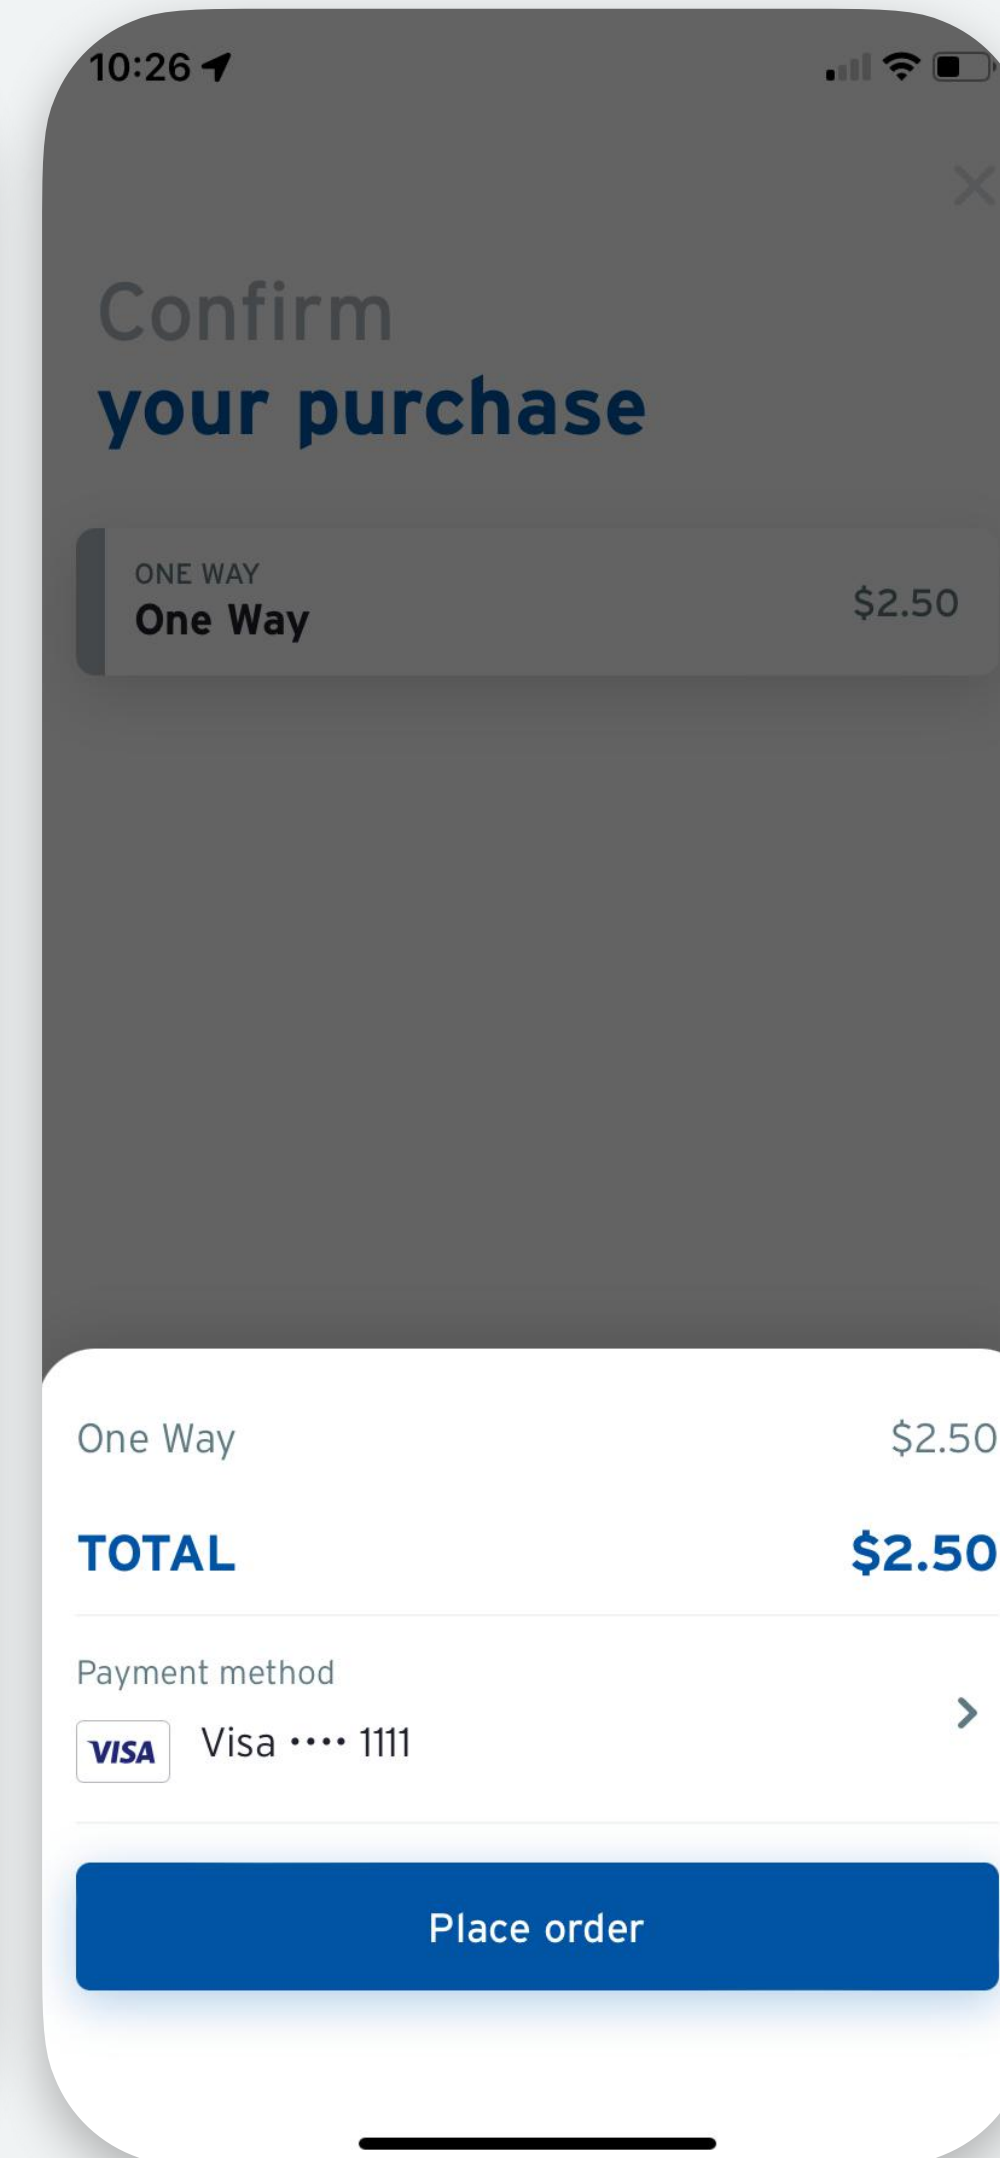 10:26
Confirm
your purchase
ONE WAY
One Way
$2.50
One Way
$2.50
TOTAL
$2.50
Payment method
VISA
Visa •••• 1111
Place order